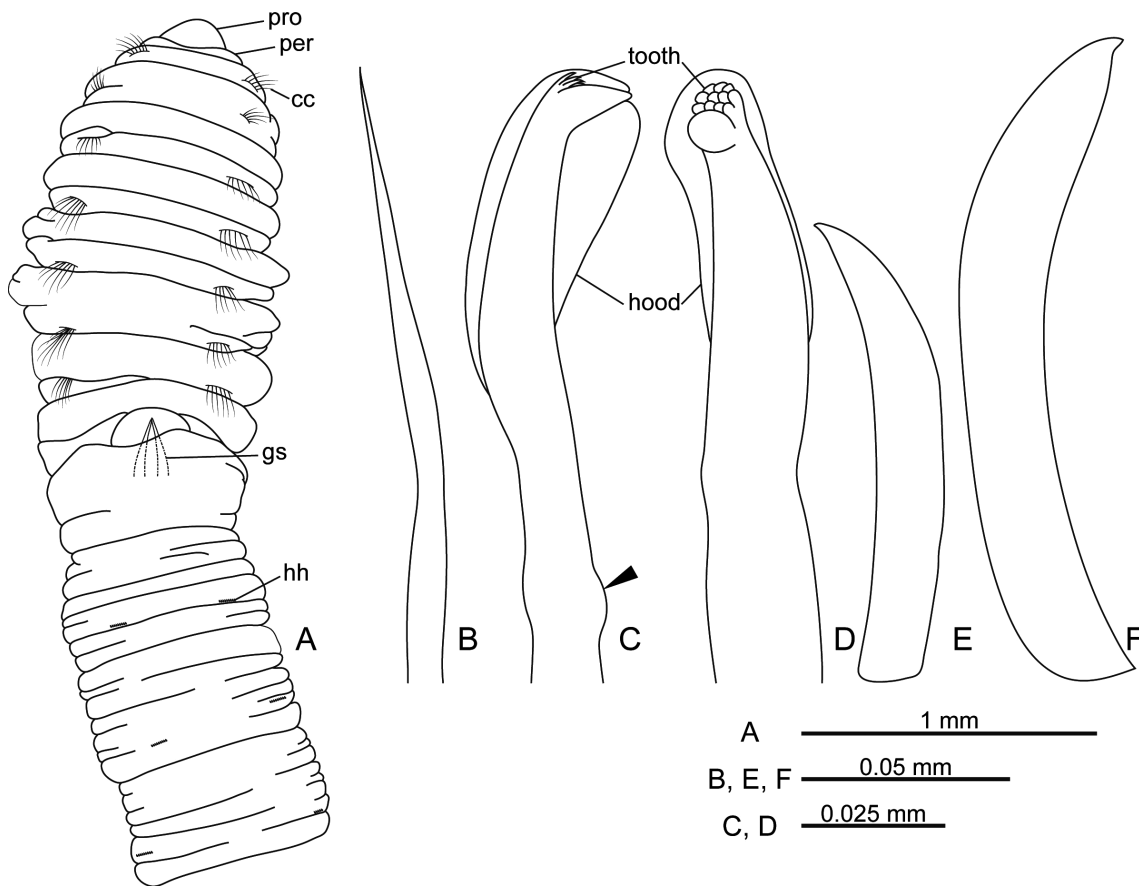 pro
per
cc
tooth
hood
gs
hh
A
B
C
D
E
F
A 1 mm
B, E, F 0.05 mm
C, D 0.025 mm